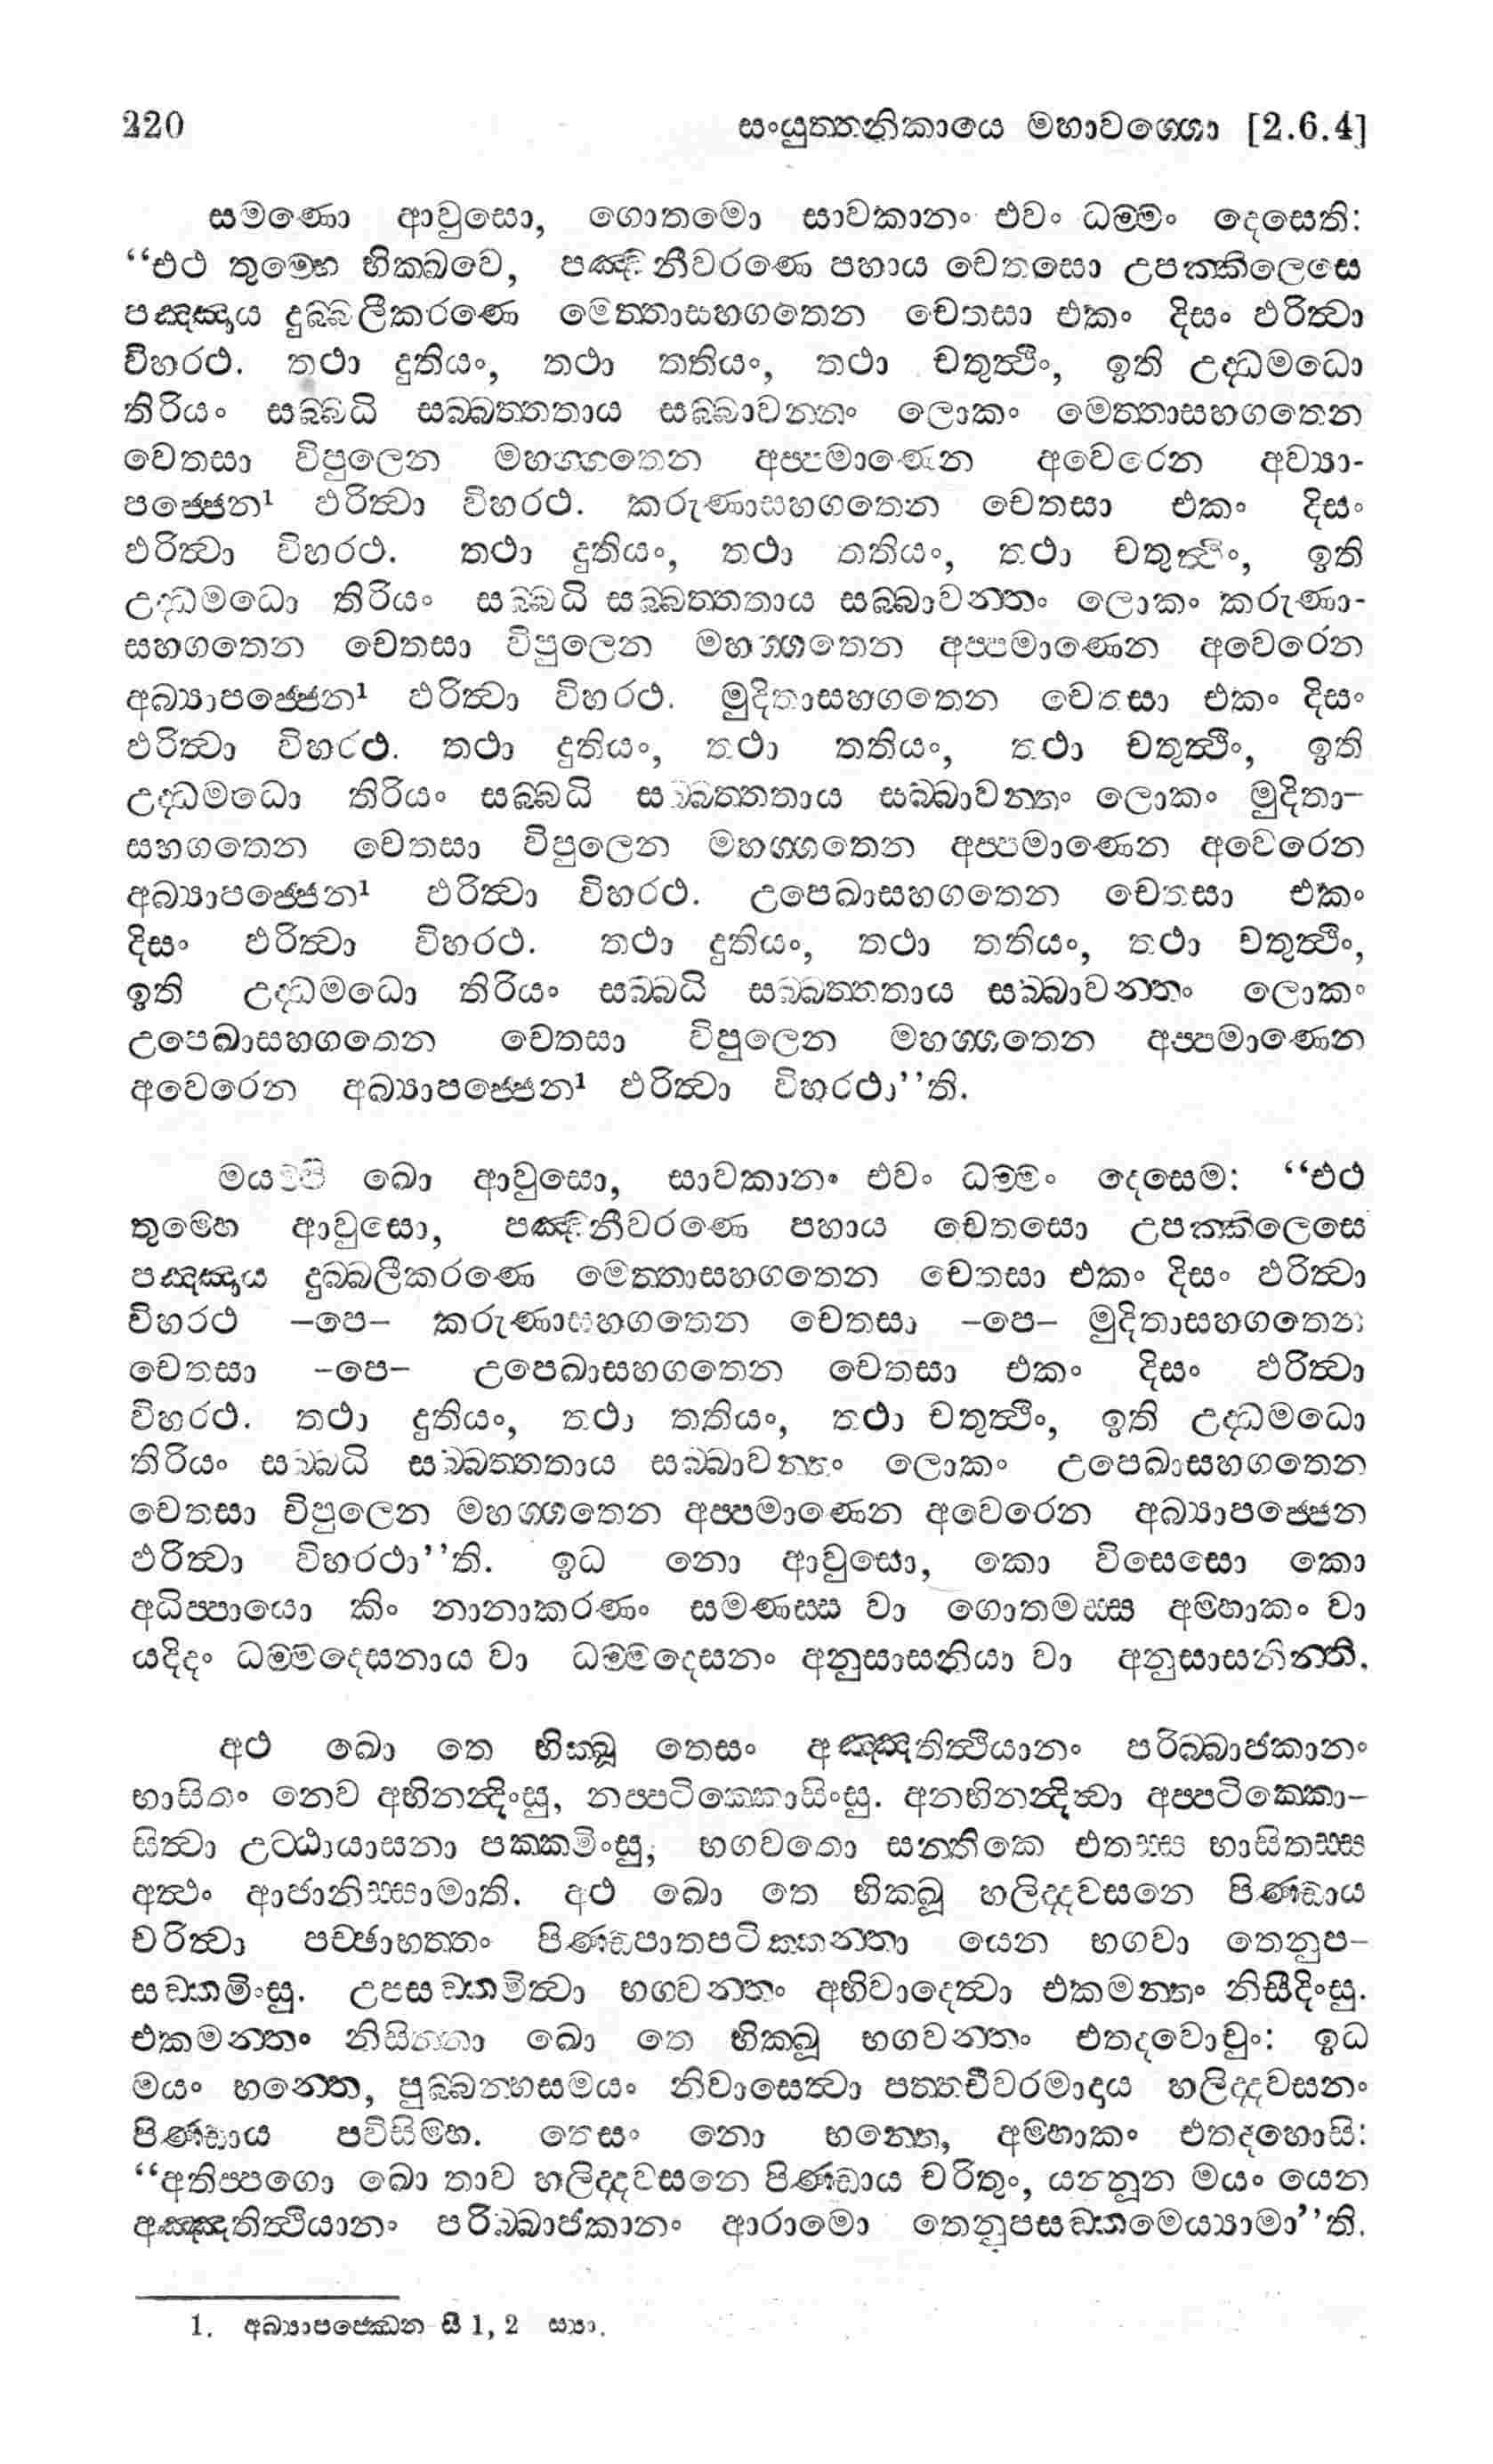 220 සංයුත්තනිකායෙ මහාවග්ගො [2.6.4]
සමණො ආවුසො, ගොතමො සාවකානං එවං ධම්මං දෙසෙති:
“එථ තුම්හෙ භික්ඛවෙ, පඤ්ච නීවරණෙ පහාය චෙතසො උපක්කිලෙසෙ
පඤ්ඤාය දුබ්බලීකරණෙ මෙත්තාසහගතෙන චෙතසා එකං දිසං ඵරිත්වා
විහරථ. තථා දුතියං, තථා තතියං, තථා චතුත්ථිං, ඉති උද්ධමධො
තිරියං සබ්බධි සබ්බත්තතාය සබ්බාවන්තං ලොකං මෙත්තාසහගතෙන
චෙතසා විපුලෙන මහග්ගතෙන අප්පමාණෙන අවෙරෙන අව්‍යා-
පජ්ජෙන¹ ඵරිත්වා විහරථ. කරුණාසහගතෙන චෙතසා එකං දිසං
ඵරිත්වා විහරථ. තථා දුතියං, තථා තතියං, තථා චතුත්ථිං, ඉති
උද්ධමධො තිරියං සබ්බධි සබ්බත්තතාය සබ්බාවන්තං ලොකං කරුණා-
සහගතෙන චෙතසා විපුලෙන මහග්ගතෙන අප්පමාණෙන අවෙරෙන
අබ්‍යාපජ්ජෙන¹ ඵරිත්වා විහරථ. මුදිතාසහගතෙන චෙතසා එකං දිසං
ඵරිත්වා විහරථ. තථා දුතියං, තථා තතියං, තථා චතුත්ථිං, ඉති
උද්ධමධො තිරියං සබ්බධි සබ්බත්තතාය සබ්බාවන්තං ලොකං මුදිතා-
සහගතෙන චෙතසා විපුලෙන මහග්ගතෙන අප්පමාණෙන අවෙරෙන
අබ්‍යාපජ්ජෙන¹ ඵරිත්වා විහරථ. උපෙඛාසහගතෙන චෙතසා එකං
දිසං ඵරිත්වා විහරථ. තථා දුතියං, තථා තතියං, තථා චතුත්ථිං,
ඉති උද්ධමධො තිරියං සබ්බධි සබ්බත්තතාය සබ්බාවන්තං ලොකං
උපෙඛාසහගතෙන චෙතසා විපුලෙන මහග්ගතෙන අප්පමාණෙන
අවෙරෙන අබ්‍යාපජ්ජෙන¹ ඵරිත්වා විහරථා’’ති.
මයම්පි ඛො ආවුසො, සාවකානං එවං ධම්මං දෙසෙම: “එථ
තුම්හෙ ආවුසො, පඤ්ච නීවරණෙ පහාය චෙතසො උපක්කිලෙසෙ
පඤ්ඤාය දුබ්බලීකරණෙ මෙත්තාසහගතෙන චෙතසා එකං දිසං ඵරිත්වා
විහරථ –පෙ– කරුණාසහගතෙන චෙතසා –පෙ– මුදිතාසහගතෙන
චෙතසා –පෙ– උපෙඛාසහගතෙන චෙතසා එකං දිසං ඵරිත්වා
විහරථ. තථා දුතියං, තථා තතියං, තථා චතුත්ථිං, ඉති උද්ධමධො
තිරියං සබ්බධි සබ්බත්තතාය සබ්බාවන්තං ලොකං උපෙඛාසහගතෙන
චෙතසා විපුලෙන මහග්ගතෙන අප්පමාණෙන අවෙරෙන අබ්‍යාපජ්ජෙන
ඵරිත්වා විහරථා’’ති. ඉධ නො ආවුසො, කො විසෙසො කො
අධිප්පායො කිං නානාකරණං සමණස්ස වා ගොතමස්ස අම්හාකං වා
යදිදං ධම්මදෙසනාය වා ධම්මදෙසනං අනුසාසනියා වා අනුසාසනින්ති.
අථ ඛො තෙ භික්ඛූ තෙසං අඤ්ඤතිත්ථියානං පරිබ්බාජකානං
භාසිතං නෙව අභිනන්දිංසු, නප්පටික්කොසිංසු. අනභිනන්දිත්වා අප්පටික්කො-
සිත්වා උට්ඨායාසනා පක්කමිංසු, භගවතො සන්තිකෙ එතස්ස භාසිතස්ස
අත්ථං ආජානිස්සාමාති. අථ ඛො තෙ භික්ඛූ හලිද්දවසනෙ පිණ්ඩාය
චරිත්වා පච්ඡාභත්තං පිණ්ඩපාතපටික්කන්තා යෙන භගවා තෙනුප-
සඞ්කමිංසු. උපසඞ්කමිත්වා භගවන්තං අභිවාදෙත්වා එකමන්තං නිසීදිංසු.
එකමන්තං නිසින්නා ඛො තෙ භික්ඛූ භගවන්තං එතදවොචුං: ඉධ
මයං භන්තෙ, පුබ්බන්හසමයං නිවාසෙත්වා පත්තචීවරමාදාය හලිද්දවසනං
පිණ්ඩාය පවිසිම්හ. තෙසං නො භන්තෙ, අම්හාකං එතදහොසි:
“අතිප්පගො ඛො තාව හලිද්දවසනෙ පිණ්ඩාය චරිතුං, යන්නූන මයං යෙන
අඤ්ඤතිත්ථියානං පරිබ්බාජකානං ආරාමො තෙනුපසඞ්කමෙය්‍යාමා’’ති.
1. අබ්‍යාපජ්ඣෙන සී 1, 2 ස්‍යා.